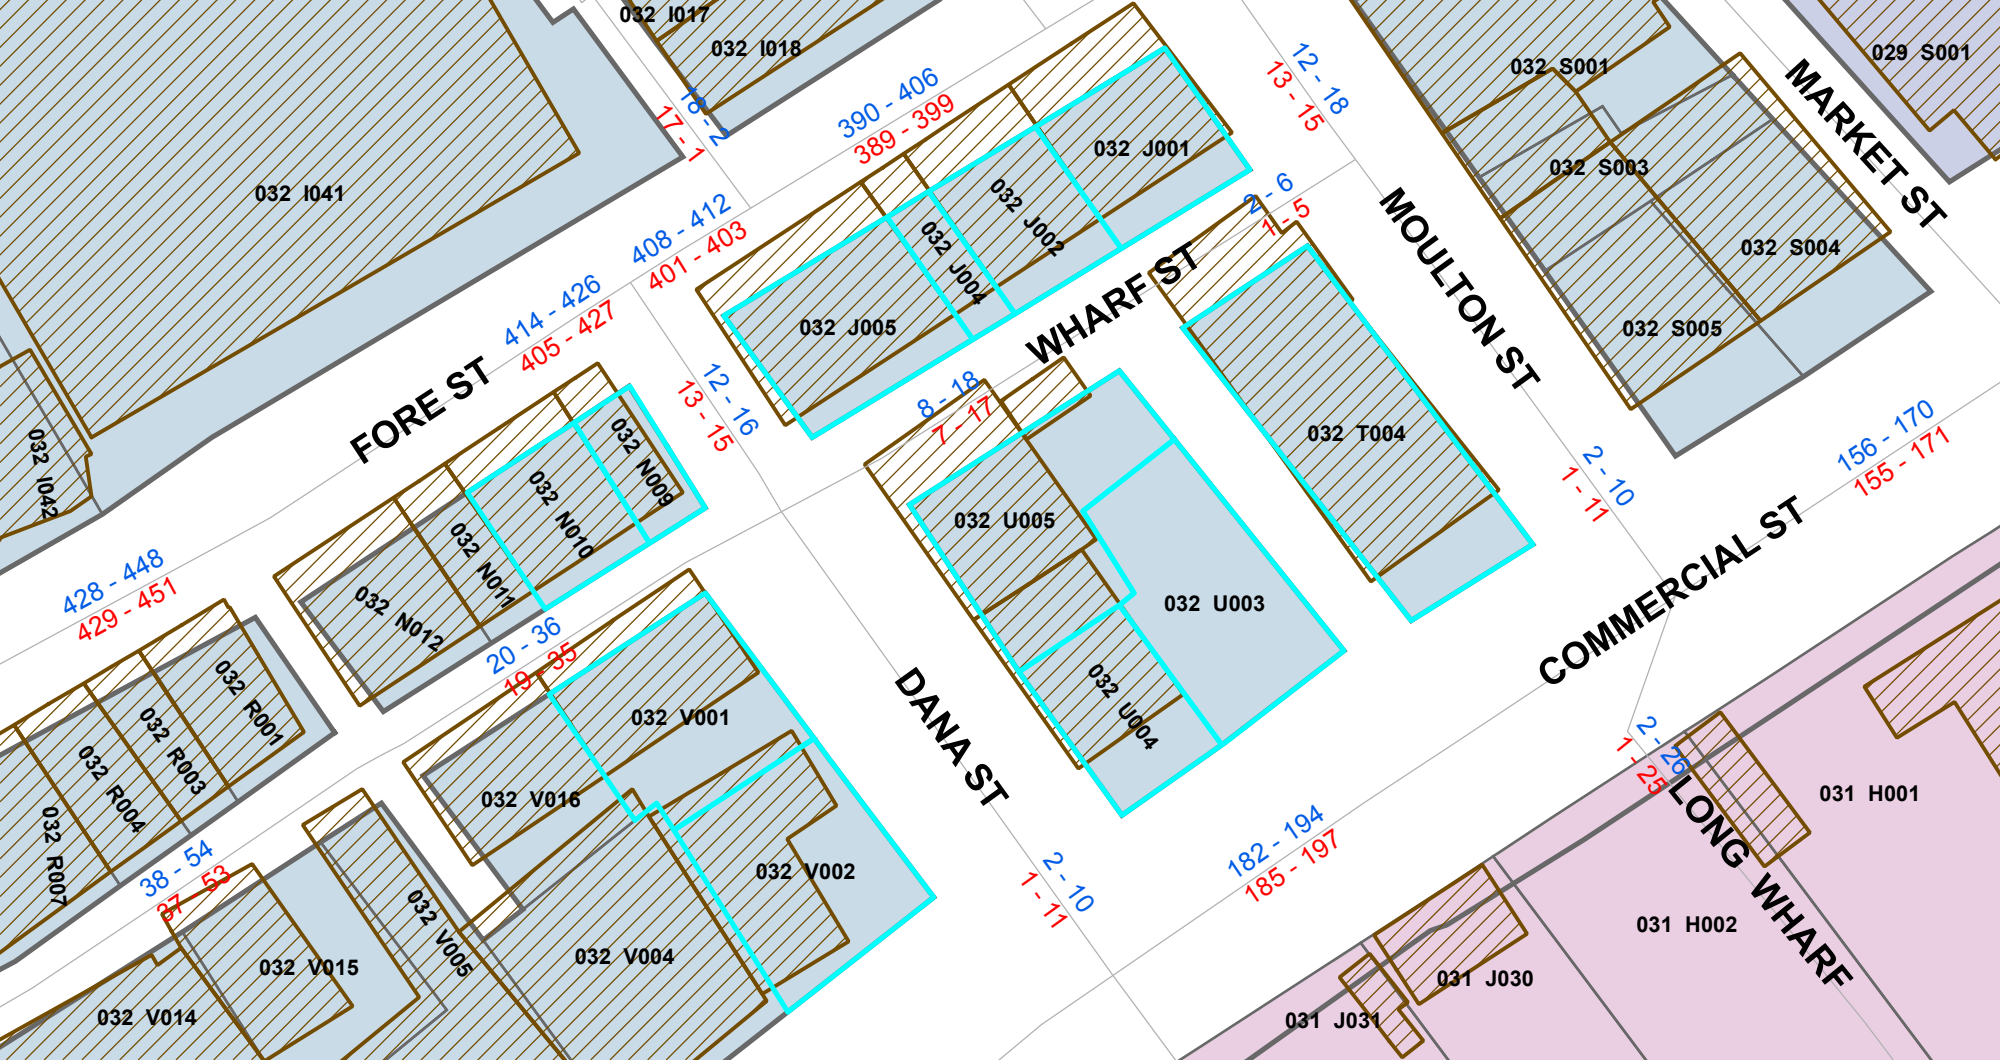 032 I017
032 I018
029 S001
032 S001
MARKET ST
12 - 18
13 - 15
390 - 406
389 - 399
18 - 2
17 - 1
032 J001
032 S003
032 I041
032 J002
2 - 6
1 - 5
408 - 412
401 - 403
032 J004
032 S004
MOULTON ST
WHARF ST
414 - 426
405 - 427
032 J005
032 S005
FORE ST
12 - 16
13 - 15
8 - 18
7 - 17
032 T004
156 - 170
155 - 171
032 I042
032 N009
032 N010
2 - 10
1 - 11
032 U005
032 N011
COMMERCIAL ST
428 - 448
429 - 451
032 N012
032 U003
20 - 36
19 - 35
032 R001
032 U004
032 V001
DANA ST
032 R003
032 R004
2 - 26
1 - 25
032 V016
031 H001
LONG WHARF
032 R007
38 - 54
37 - 53
182 - 194
185 - 197
032 V002
2 - 10
1 - 11
032 V005
031 H002
032 V004
032 V015
031 J030
032 V014
031 J031